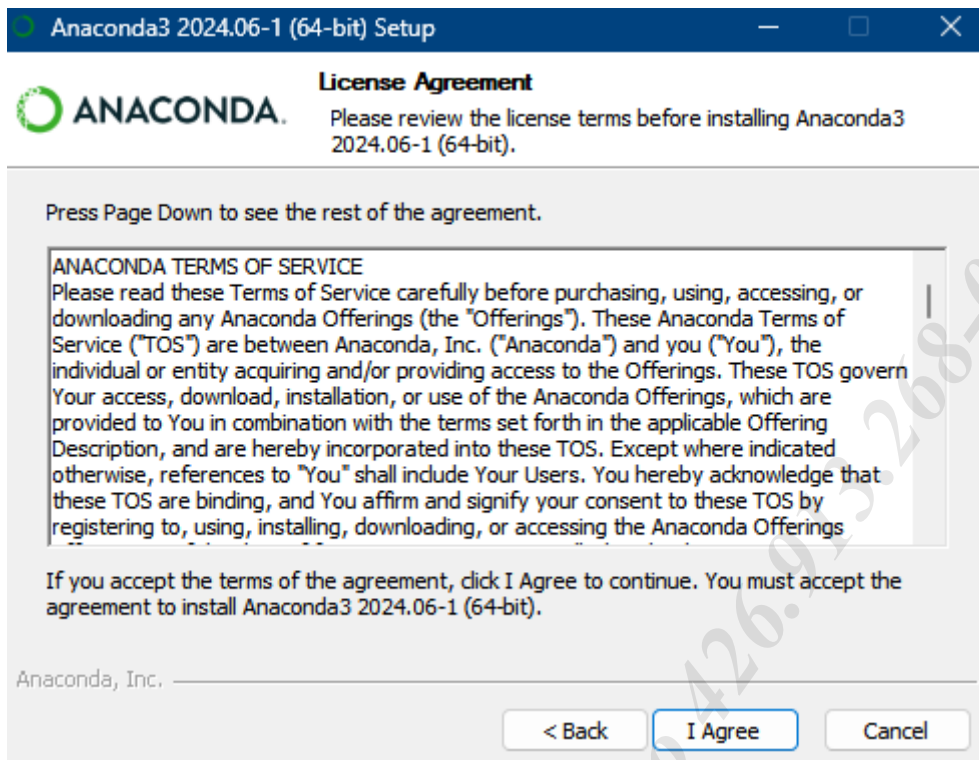 Anaconda3 2024.06-1 (64-bit) Setup
ANACONDA.
License Agreement
Please review the license terms before installing Anaconda3
2024.06-1 (64-bit).
Press Page Down to see the rest of the agreement.
ANACONDA TERMS OF SERVICE
Please read these Terms of Service carefully before purchasing, using, accessing, or
downloading any Anaconda Offerings (the "Offerings"). These Anaconda Terms of
Service ("TOS") are between Anaconda, Inc. ("Anaconda") and you ("You"), the
individual or entity acquiring and/or providing access to the Offerings. These TOS govern
Your access, download, installation, or use of the Anaconda Offerings, which are
provided to You in combination with the terms set forth in the applicable Offering
Description, and are hereby incorporated into these TOS. Except where indicated
otherwise, references to "You" shall include Your Users. You hereby acknowledge that
these TOS are binding, and You affirm and signify your consent to these TOS by
registering to, using, installing, downloading, or accessing the Anaconda Offerings
If you accept the terms of the agreement, click I Agree to continue. You must accept the
agreement to install Anaconda3 2024.06-1 (64-bit).
Anaconda, Inc.
< Back
I Agree
Cancel
426.913.268-